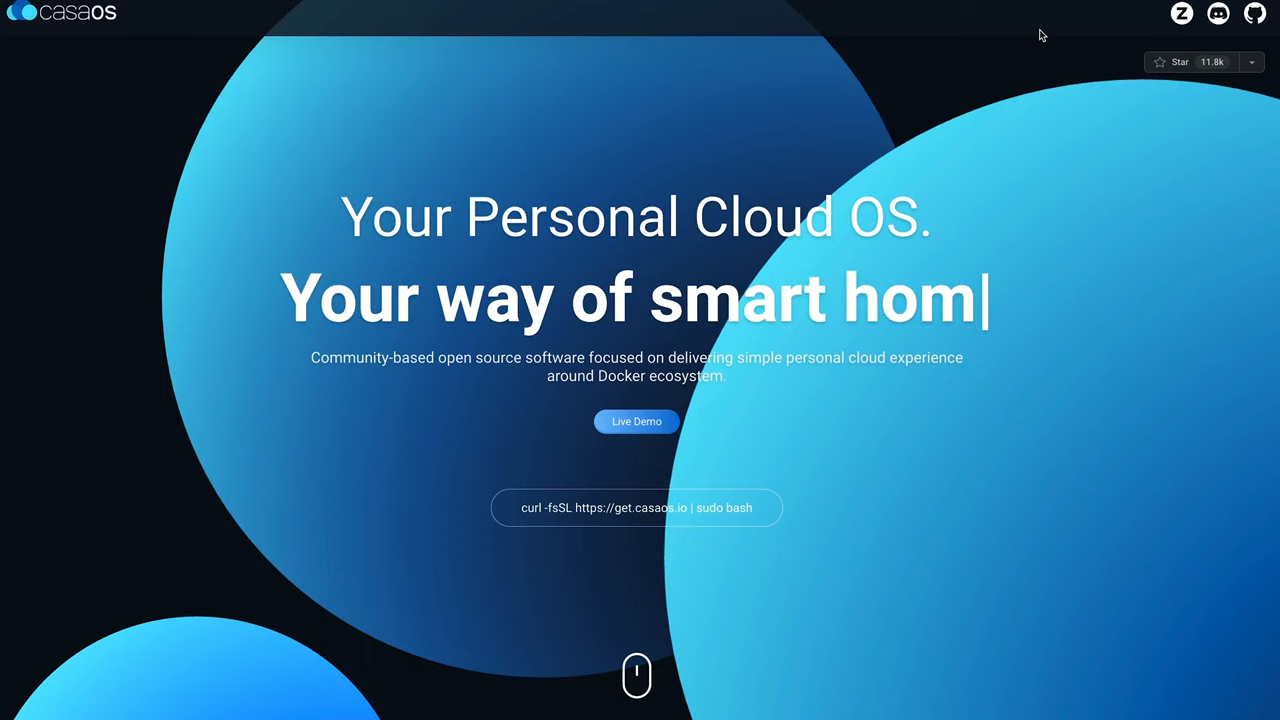 casaOS
Z
Star 11.8k
Your Personal Cloud OS.
Your way of smart hom|
Community-based open source software focused on delivering simple personal cloud experience
around Docker ecosystem.
Live Demo
curl -fsSL https://get.casaos.io | sudo bash